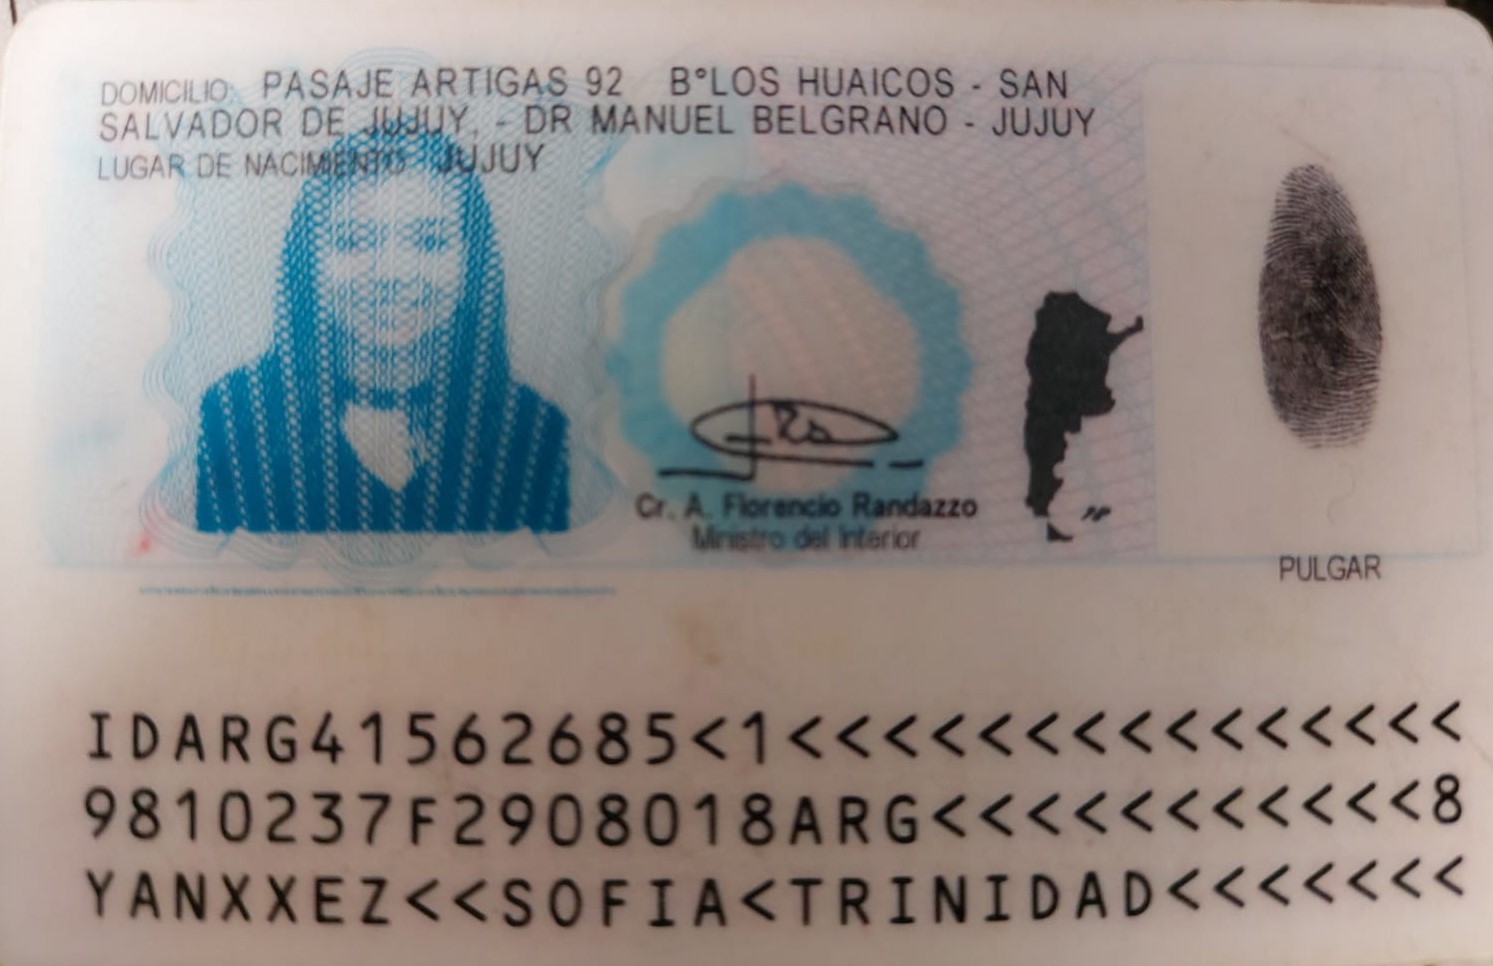 DOMICILIO: PASAJE ARTIGAS 92 B°LOS HUAICOS - SAN
SALVADOR DE JUJUY, - DR MANUEL BELGRANO - JUJUY
LUGAR DE NACIMIENTO: JUJUY
Cr. A. Florencio Randazzo
Ministro del Interior
PULGAR
IDARG41562685<1<<<<<<<<<<<<<<<
9810237F2908018ARG<<<<<<<<<<<8
YANXXEZ<<SOFIA<TRINIDAD<<<<<<<